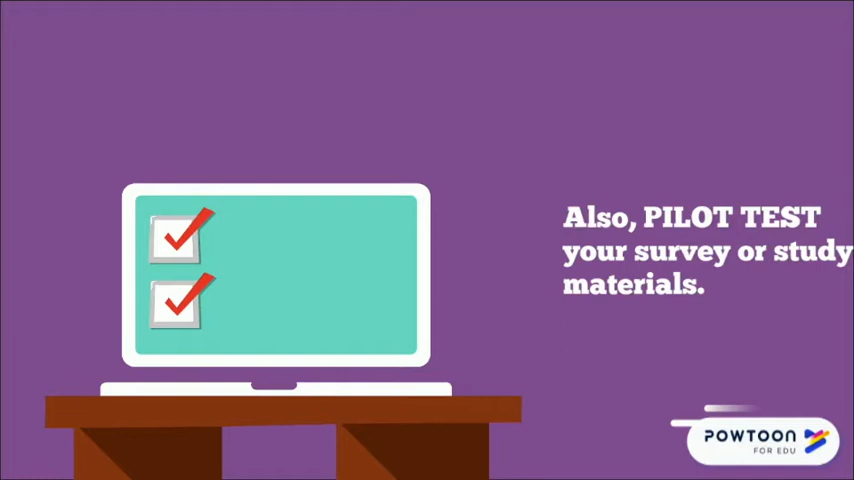 Also, PILOT TEST
your survey or study
materials.
POWTOON
FOR EDU